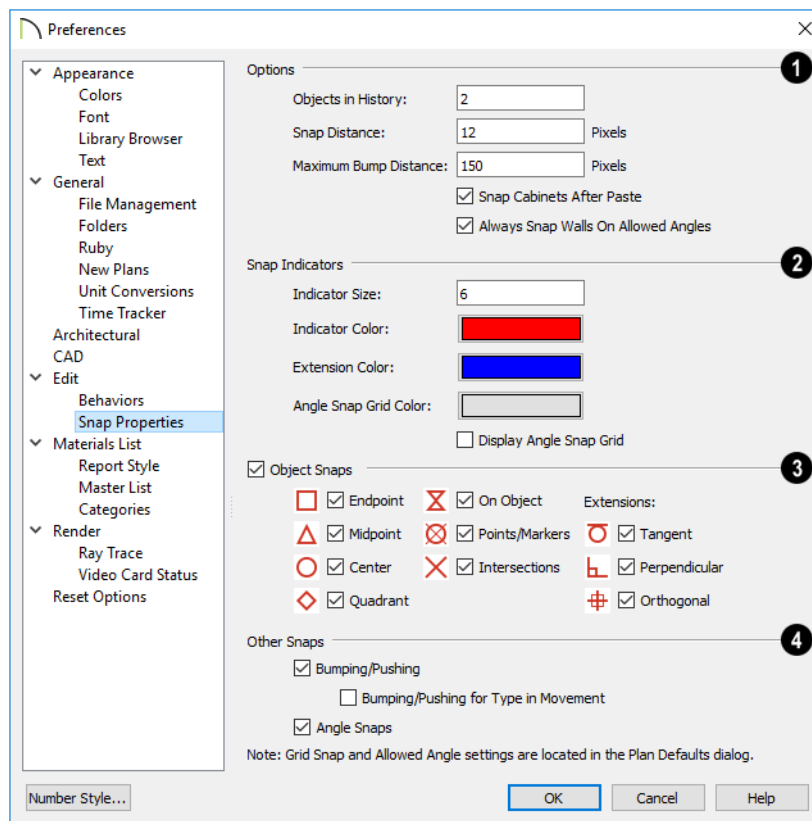 Preferences
Appearance
Colors
Font
Library Browser
Text
General
File Management
Folders
Ruby
New Plans
Unit Conversions
Time Tracker
Architectural
CAD
Edit
Behaviors
Snap Properties
Materials List
Report Style
Master List
Categories
Render
Ray Trace
Video Card Status
Reset Options
Options 1
Objects in History: 2
Snap Distance: 12 Pixels
Maximum Bump Distance: 150 Pixels
Snap Cabinets After Paste
Always Snap Walls On Allowed Angles
Snap Indicators 2
Indicator Size: 6
Indicator Color:
Extension Color:
Angle Snap Grid Color:
Display Angle Snap Grid
Object Snaps 3
Endpoint On Object Extensions:
Midpoint Points/Markers Tangent
Center Intersections Perpendicular
Quadrant Orthogonal
Other Snaps 4
Bumping/Pushing
Bumping/Pushing for Type in Movement
Angle Snaps
Note: Grid Snap and Allowed Angle settings are located in the Plan Defaults dialog.
Number Style... OK Cancel Help